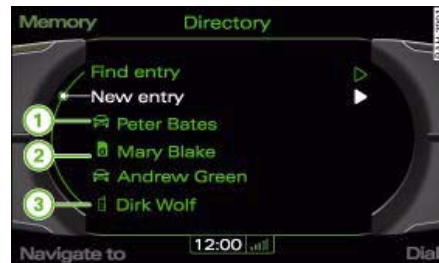 Memory
Directory
Find entry
New entry
1 Peter Bates
2 Mary Blake
Andrew Green
3 Dirk Wolf
Navigate to
12:00
Dial